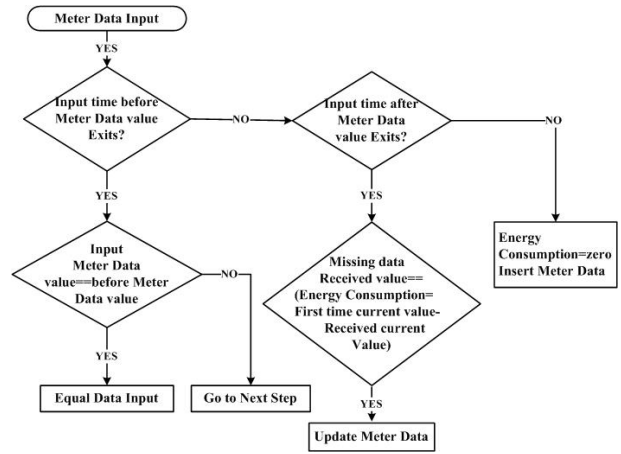 Meter Data Input
YES
Input time before
Meter Data value
Exits?
NO
Input time after
Meter Data
value Exits?
NO
YES
YES
Input
Meter Data
value==before Meter
Data value
NO
Missing data
Received value==
(Energy Consumption=
First time current value-
Received current
Value)
Energy
Consumption=zero
Insert Meter Data
YES
Equal Data Input
Go to Next Step
YES
Update Meter Data